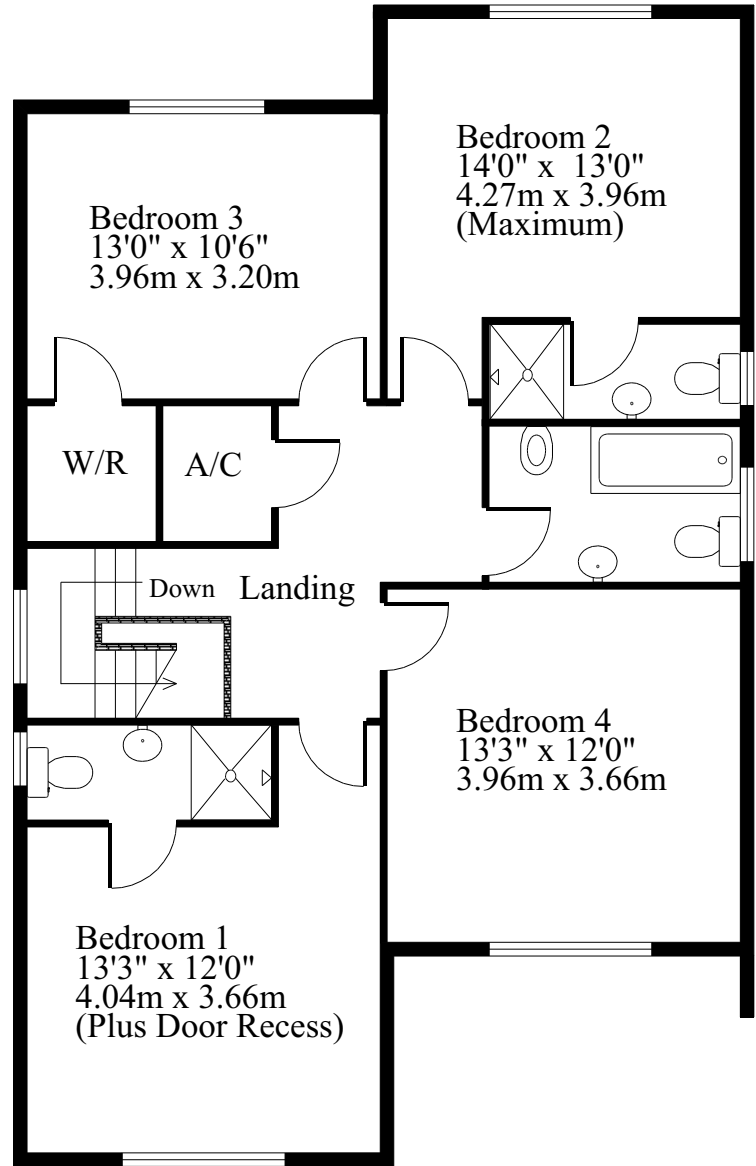 Bedroom 2
14'0" x 13'0"
4.27m x 3.96m
(Maximum)
Bedroom 3
13'0" x 10'6"
3.96m x 3.20m
W/R
A/C
Down
Landing
Bedroom 4
13'3" x 12'0"
3.96m x 3.66m
Bedroom 1
13'3" x 12'0"
4.04m x 3.66m
(Plus Door Recess)